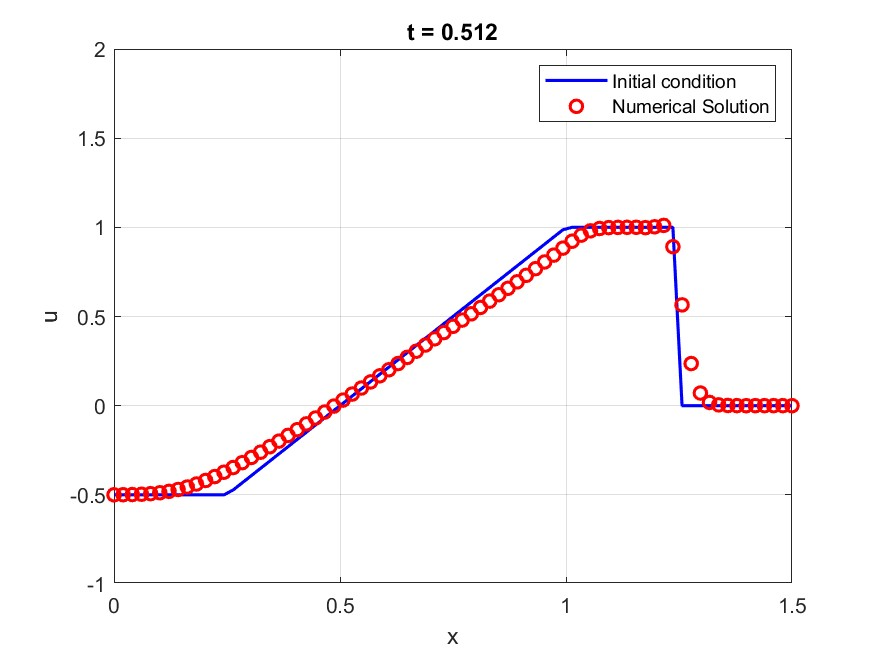 t = 0.512
2
1.5
1
0.5
0
-0.5
-1
u
Initial condition
Numerical Solution
0
0.5
1
1.5
x